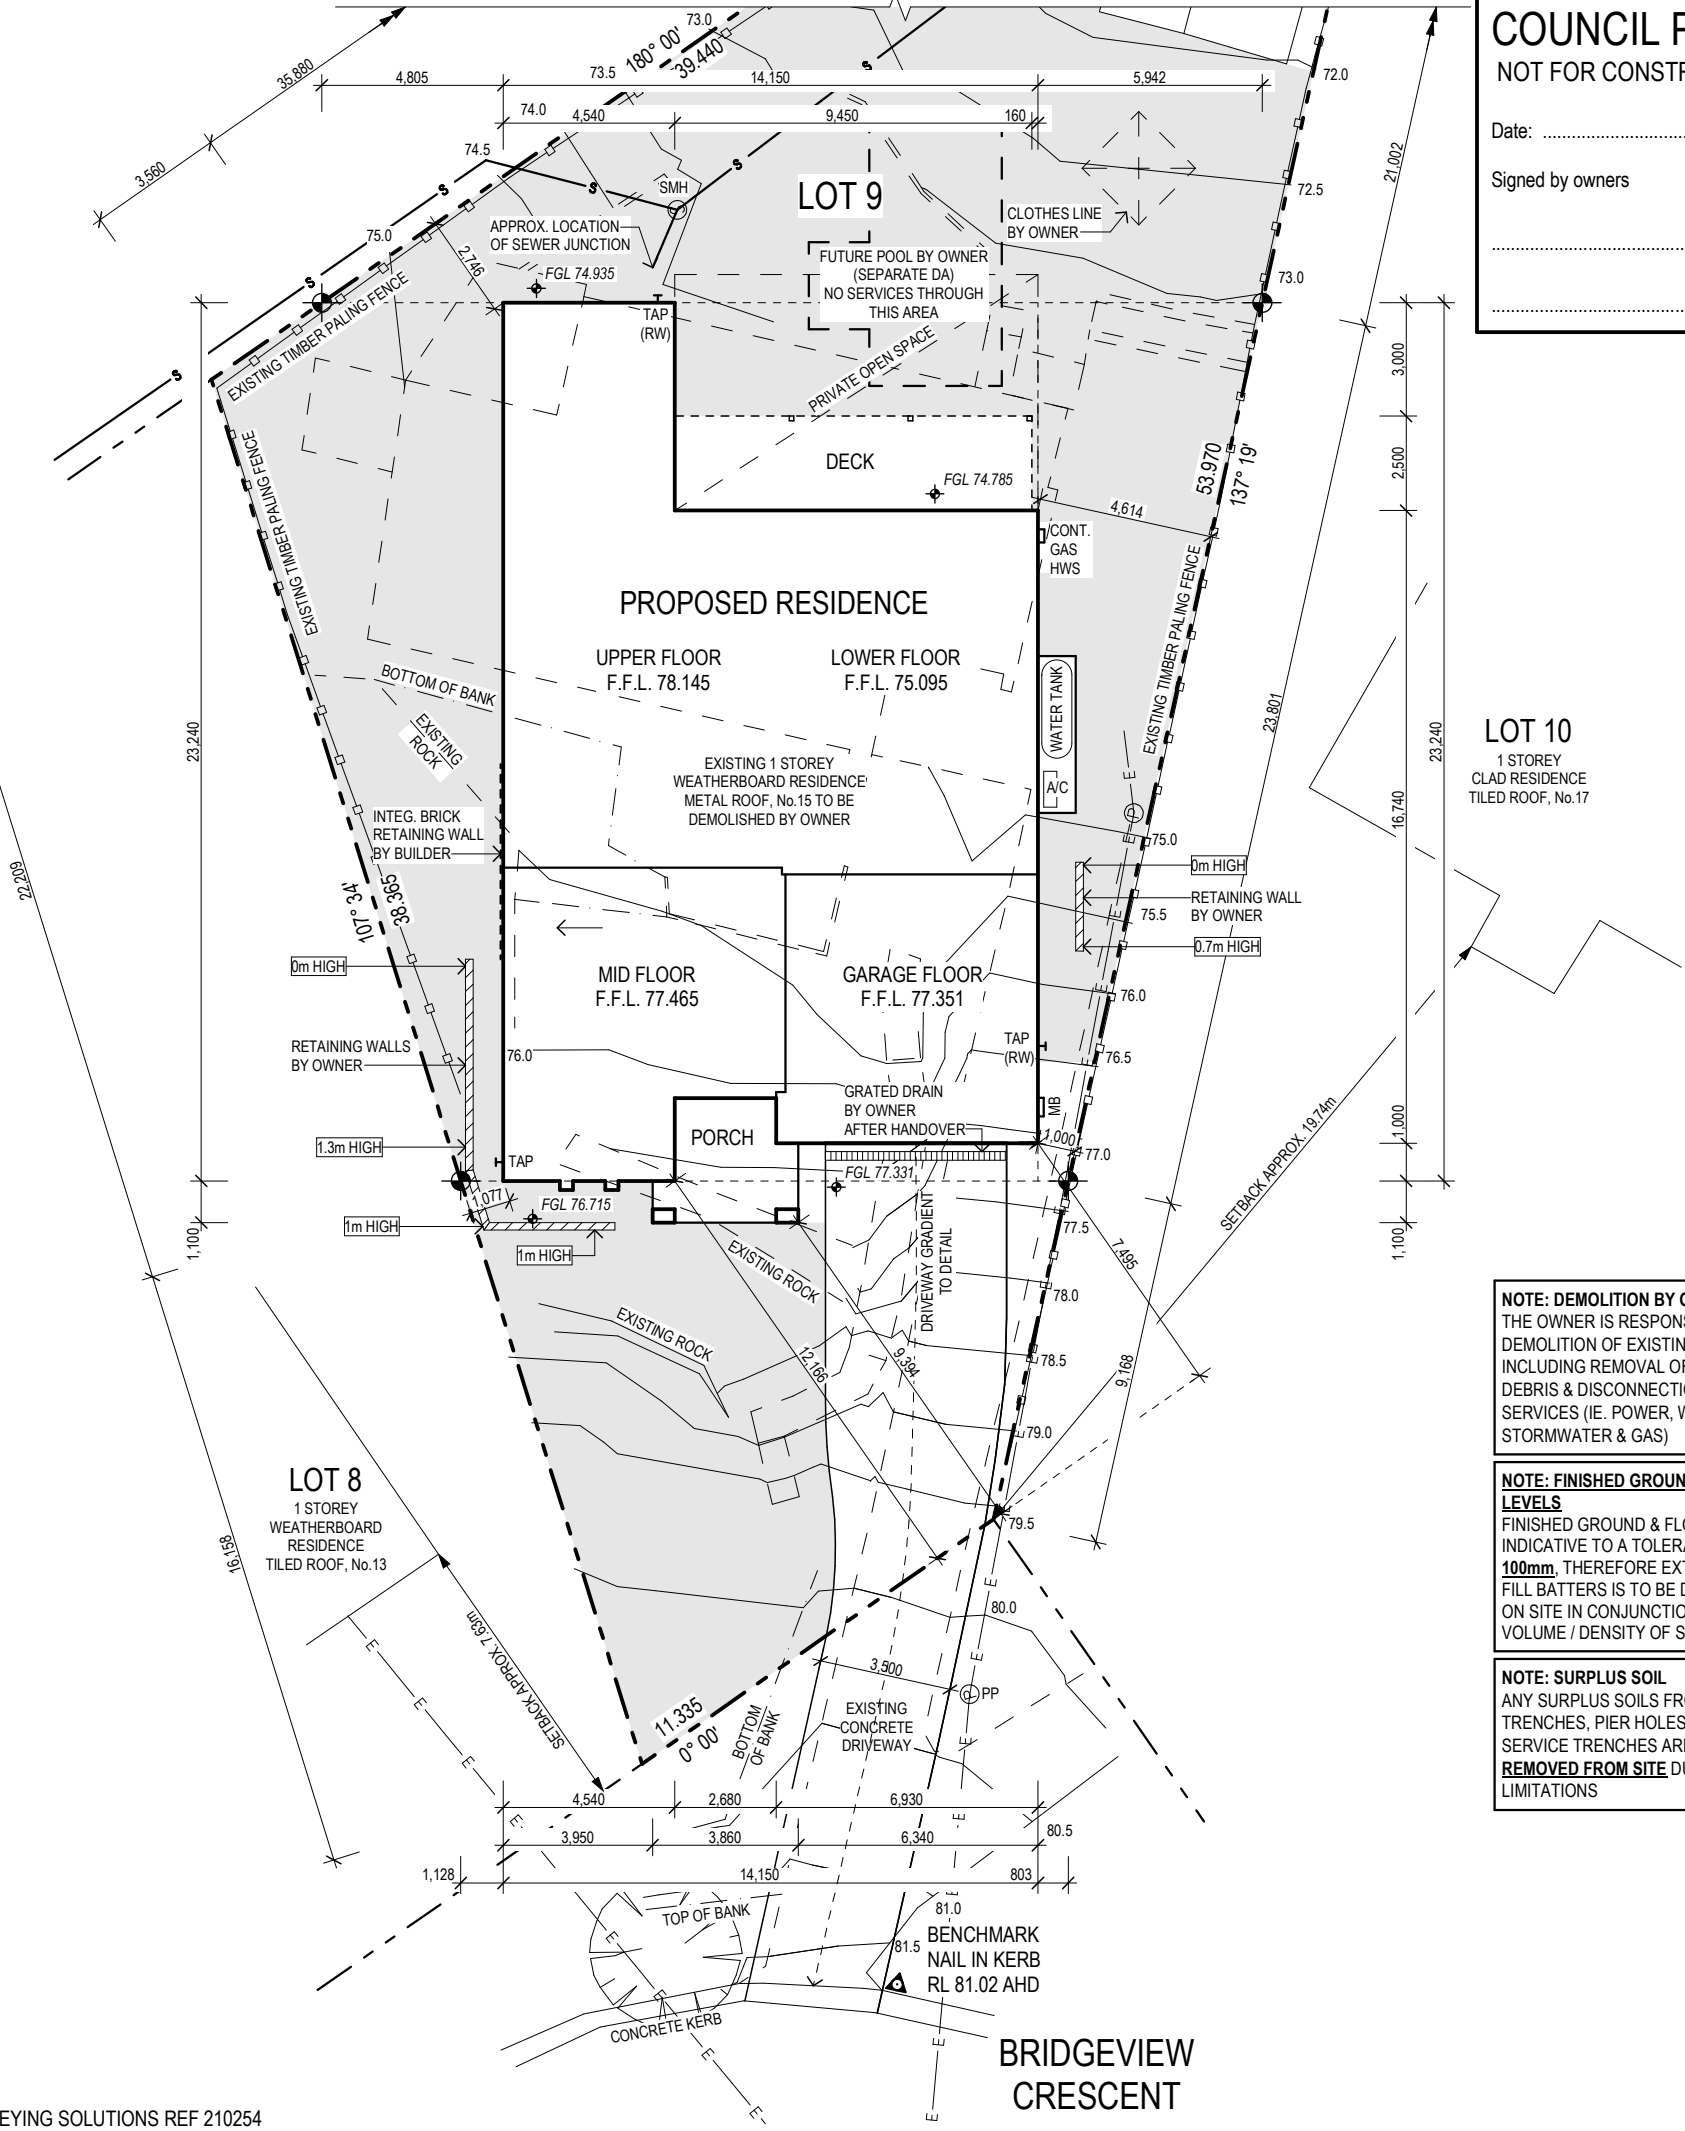 COUNCIL
NOT FOR
Date:
Signed by owners
73.0
180° 00'
39.440
35,880
4,805
73.5
14,150
5,942
72.0
74.0
4,540
9,450
160
74.5
3,560
S
S
S
S
S
S
SMH
LOT 9
21.002
72.5
75.0
2,746
APPROX. LOCATION
OF SEWER JUNCTION
CLOTHES LINE
BY OWNER
FGL 74.935
FUTURE POOL BY OWNER
(SEPARATE DA)
NO SERVICES THROUGH
THIS AREA
73.0
EXISTING TIMBER PALING FENCE
TAP
(RW)
PRIVATE OPEN SPACE
3,000
EXISTING TIMBER PALING FENCE
DECK
FGL 74.785
53.970
137° 19'
2,500
4,614
CONT.
GAS
HWS
EXISTING TIMBER PALING FENCE
PROPOSED RESIDENCE
UPPER FLOOR
F.F.L. 78.145
LOWER FLOOR
F.F.L. 75.095
BOTTOM OF BANK
EXISTING
ROCK
WATER TANK
23,240
23,801
23,240
LOT 10
1 STOREY
CLAD RESIDENCE
TILED ROOF, No.17
EXISTING 1 STOREY
WEATHERBOARD RESIDENCE
METAL ROOF, No.15 TO BE
DEMOLISHED BY OWNER
A/C
P
E
16,740
INTEG. BRICK
RETAINING WALL
BY BUILDER
75.0
22,209
107° 34'
38.365
0m HIGH
RETAINING WALL
BY OWNER
75.5
0.7m HIGH
0m HIGH
MID FLOOR
F.F.L. 77.465
GARAGE FLOOR
F.F.L. 77.351
76.0
RETAINING WALLS
BY OWNER
76.0
TAP
(RW)
76.5
GRATED DRAIN
BY OWNER
AFTER HANDOVER
MB
1.3m HIGH
PORCH
1,000
77.0
1,000
SETBACK APPROX. 19.74m
TAP
FGL 77.331
1,077
FGL 76.715
1m HIGH
1m HIGH
77.5
1,100
1,100
EXISTING ROCK
DRIVEWAY GRADIENT
TO DETAIL
7,495
78.0
EXISTING ROCK
12,166
9,394
78.5
9,168
79.0
NOTE: DEMOLITION BY
THE OWNER IS
DEMOLITION OF
INCLUDING REMOVAL
DEBRIS &
SERVICES (IE. POWER,
STORMWATER & GAS)
LOT 8
1 STOREY
WEATHERBOARD
RESIDENCE
TILED ROOF, No.13
NOTE: FINISHED
LEVELS
FINISHED GROUND &
INDICATIVE TO A
100mm, THEREFORE
FILL BATTERS IS TO BE
ON SITE IN
VOLUME / DENSITY OF
79.5
16,158
SETBACK APPROX. 7.63m
80.0
3,500
PP
NOTE: SURPLUS SOIL
ANY SURPLUS SOILS
TRENCHES, PIER HOLES
SERVICE TRENCHES
REMOVED FROM SITE
LIMITATIONS
11.335
0° 00'
BOTTOM
OF BANK
EXISTING
CONCRETE
DRIVEWAY
4,540
2,680
6,930
3,950
3,860
6,340
80.5
1,128
14,150
803
TOP OF BANK
81.0
81.5
BENCHMARK
NAIL IN KERB
RL 81.02 AHD
CONCRETE KERB
BRIDGEVIEW
CRESCENT
SOLUTIONS REF 210254